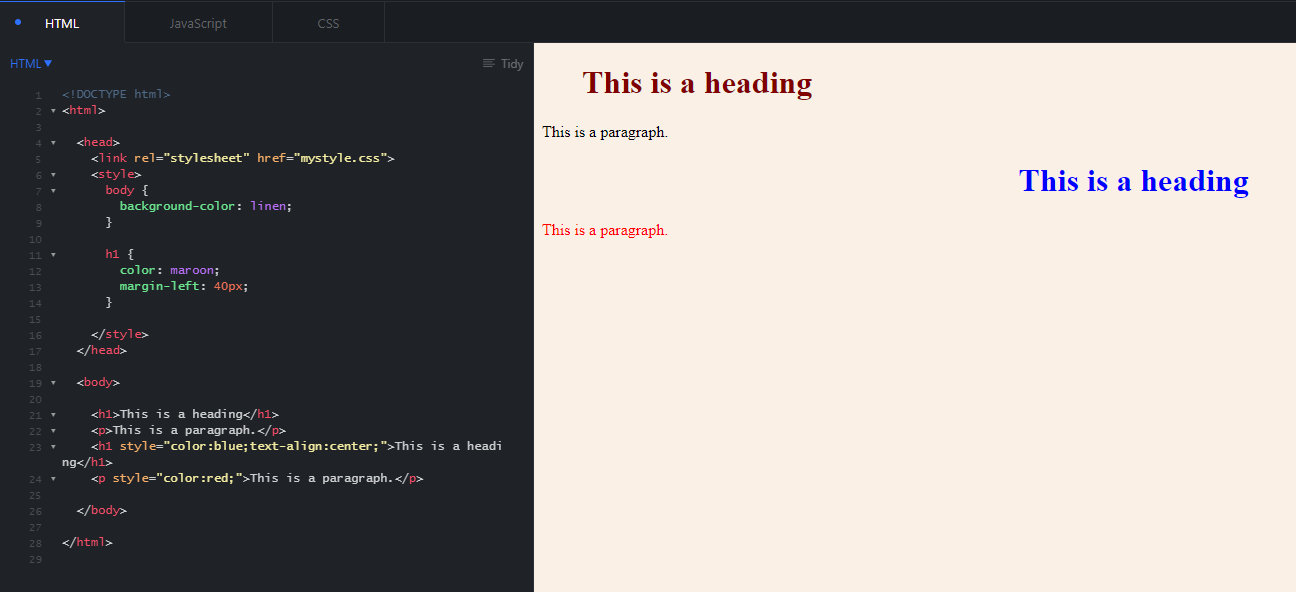 HTML
JavaScript
CSS
HTML
Tidy
1 <!DOCTYPE html>
2 <html>
3
4 <head>
5 <link rel="stylesheet" href="mystyle.css">
6 <style>
7 body {
8 background-color: linen;
9 }
10
11 h1 {
12 color: maroon;
13 margin-left: 40px;
14 }
15
16 </style>
17 </head>
18
19 <body>
20
21 <h1>This is a heading</h1>
22 <p>This is a paragraph.</p>
23 <h1 style="color:blue;text-align:center;">This is a headi
ng</h1>
24 <p style="color:red;">This is a paragraph.</p>
25
26 </body>
27
28 </html>
29
This is a heading
This is a paragraph.
This is a heading
This is a paragraph.